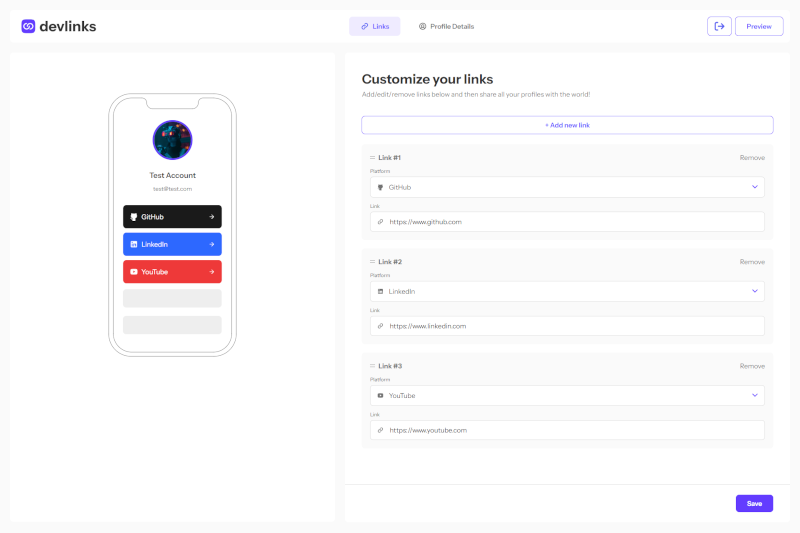 devlinks
Links
Profile Details
Preview
Test Account
test@test.com
GitHub
LinkedIn
YouTube
Customize your links
Add/edit/remove links below and then share all your profiles with the world!
+ Add new link
Link #1
Remove
Platform
GitHub
Link
https://www.github.com
Link #2
Remove
Platform
LinkedIn
Link
https://www.linkedin.com
Link #3
Remove
Platform
YouTube
Link
https://www.youtube.com
Save